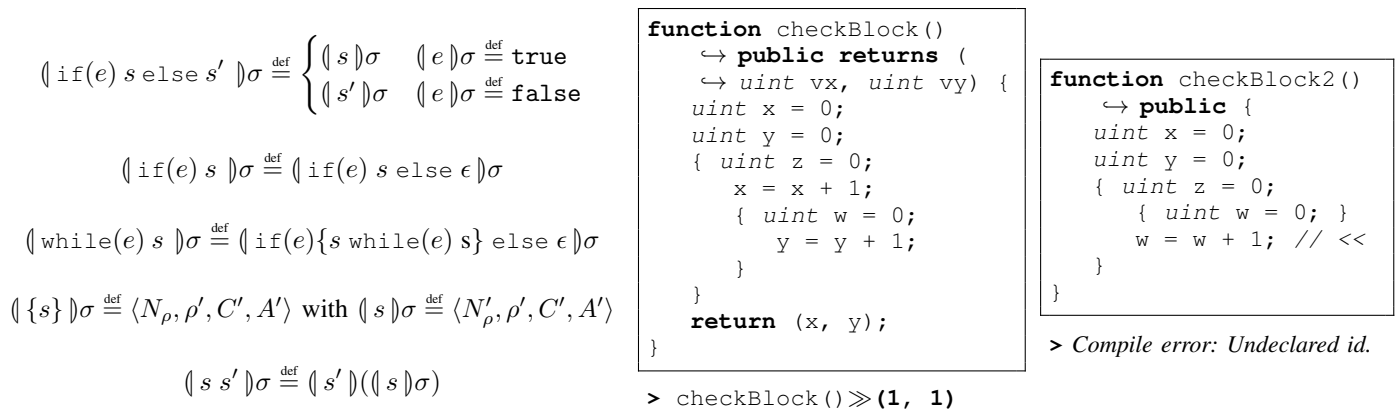 ⦇ if(e) s else s′ ⦈σ ≝ { ⦇ s ⦈σ ⦇ e ⦈σ ≝ true
⦇ s′ ⦈σ ⦇ e ⦈σ ≝ false
⦇ if(e) s ⦈σ ≝ ⦇ if(e) s else ϵ ⦈σ
⦇ while(e) s ⦈σ ≝ ⦇ if(e){s while(e) s} else ϵ ⦈σ
⦇ {s} ⦈σ ≝ ⟨Nρ, ρ′, C′, A′⟩ with ⦇ s ⦈σ ≝ ⟨N′ρ, ρ′, C′, A′⟩
⦇ s s′ ⦈σ ≝ ⦇ s′ ⦈(⦇ s ⦈σ)
function checkBlock()
↪ public returns (
↪ uint vx, uint vy) {
uint x = 0;
uint y = 0;
{ uint z = 0;
x = x + 1;
{ uint w = 0;
y = y + 1;
}
}
return (x, y);
}
> checkBlock()≫(1, 1)
function checkBlock2()
↪ public {
uint x = 0;
uint y = 0;
{ uint z = 0;
{ uint w = 0; }
w = w + 1; // <<
}
}
> Compile error: Undeclared id.